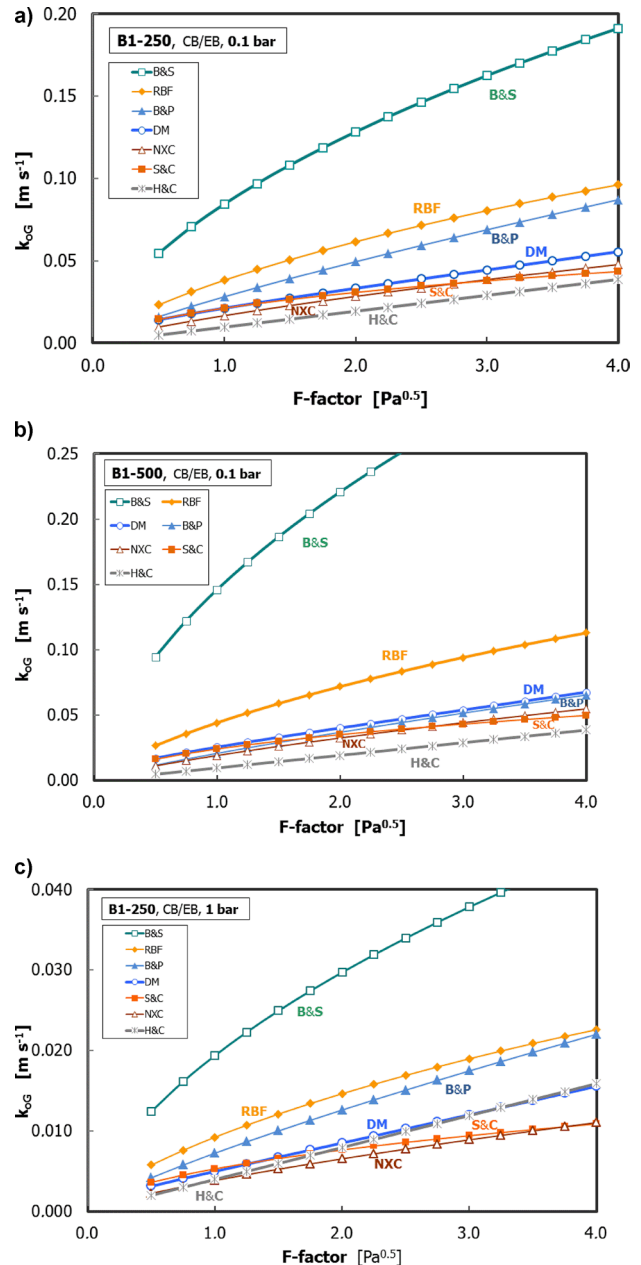 a)
B1-250, CB/EB, 0.1 bar
B&S
RBF
B&P
DM
NXC
S&C
H&C
0.20
0.15
0.10
0.05
0.00
k₀G [m s⁻¹]
B&S
RBF
B&P
DM
S&C
NXC
H&C
0.0 1.0 2.0 3.0 4.0
F-factor [Pa⁰·⁵]
b)
B1-500, CB/EB, 0.1 bar
B&S RBF
DM B&P
NXC S&C
H&C
0.25
0.20
0.15
0.10
0.05
0.00
k₀G [m s⁻¹]
B&S
RBF
DM
B&P
S&C
NXC
H&C
0.0 1.0 2.0 3.0 4.0
F-factor [Pa⁰·⁵]
c)
B1-250, CB/EB, 1 bar
B&S
RBF
B&P
DM
S&C
NXC
H&C
0.040
0.030
0.020
0.010
0.000
k₀G [m s⁻¹]
B&S
RBF
B&P
DM
S&C
NXC
H&C
0.0 1.0 2.0 3.0 4.0
F-factor [Pa⁰·⁵]